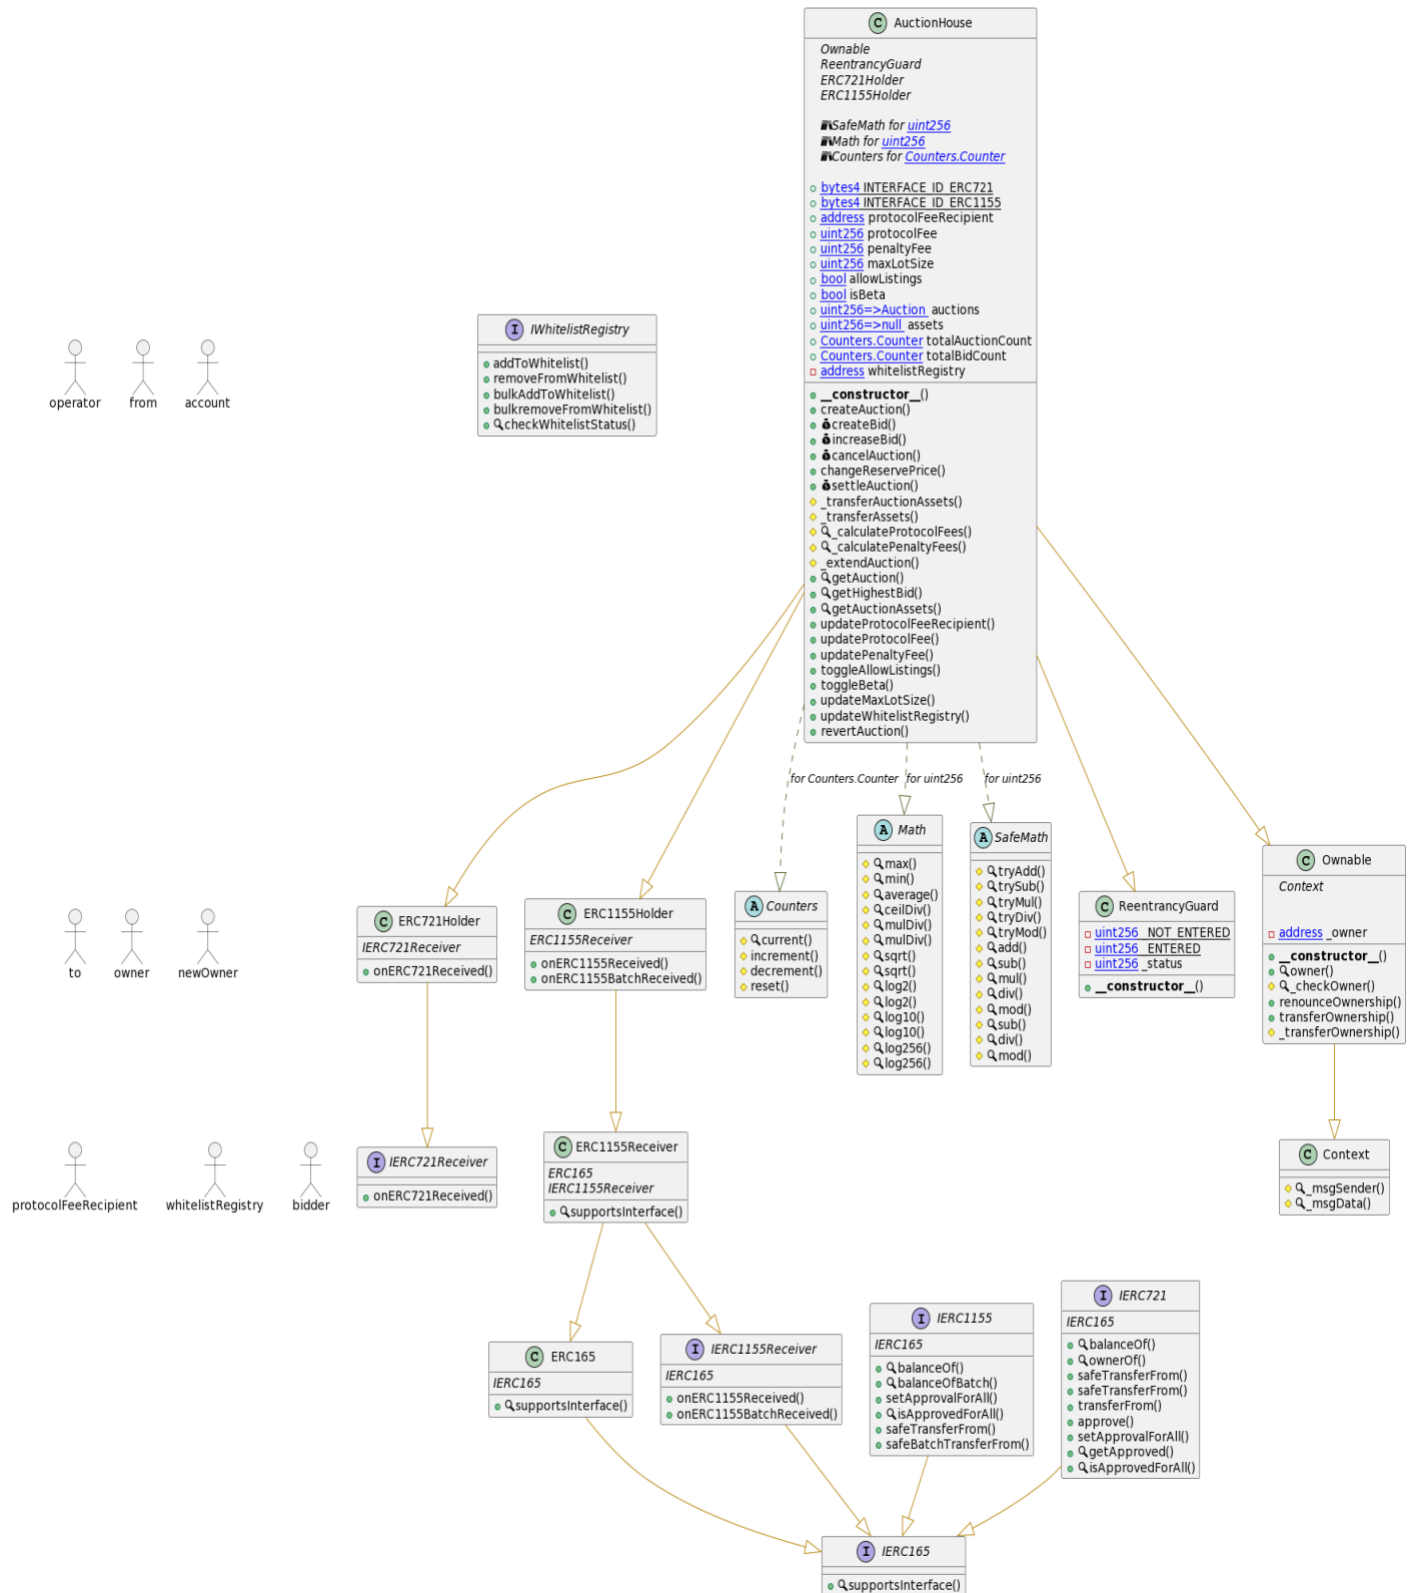 C AuctionHouse
Ownable
ReentrancyGuard
ERC721Holder
ERC1155Holder
SafeMath for uint256
Math for uint256
Counters for Counters.Counter
bytes4 INTERFACE_ID_ERC721
bytes4 INTERFACE_ID_ERC1155
address protocolFeeRecipient
uint256 protocolFee
uint256 penaltyFee
uint256 maxLotSize
bool allowListings
bool isBeta
uint256=>Auction auctions
uint256=>null assets
Counters.Counter totalAuctionCount
Counters.Counter totalBidCount
address whitelistRegistry
__constructor__()
createAuction()
createBid()
increaseBid()
cancelAuction()
changeReservePrice()
settleAuction()
_transferAuctionAssets()
_transferAssets()
_calculateProtocolFees()
_calculatePenaltyFees()
_extendAuction()
getAuction()
getHighestBid()
getAuctionAssets()
updateProtocolFeeRecipient()
updateProtocolFee()
updatePenaltyFee()
toggleAllowListings()
toggleBeta()
updateMaxLotSize()
updateWhitelistRegistry()
revertAuction()
operator
from
account
I IWhitelistRegistry
addToWhitelist()
removeFromWhitelist()
bulkAddToWhitelist()
bulkremoveFromWhitelist()
checkWhitelistStatus()
for Counters.Counter
for uint256
for uint256
to
owner
newOwner
C ERC721Holder
IERC721Receiver
onERC721Received()
C ERC1155Holder
ERC1155Receiver
onERC1155Received()
onERC1155BatchReceived()
A Counters
current()
increment()
decrement()
reset()
A Math
max()
min()
average()
ceilDiv()
mulDiv()
mulDiv()
sqrt()
sqrt()
log2()
log2()
log10()
log10()
log256()
log256()
A SafeMath
tryAdd()
trySub()
tryMul()
tryDiv()
tryMod()
add()
sub()
mul()
div()
mod()
sub()
div()
mod()
C ReentrancyGuard
uint256 _NOT_ENTERED
uint256 _ENTERED
uint256 _status
__constructor__()
C Ownable
Context
address _owner
__constructor__()
owner()
_checkOwner()
renounceOwnership()
transferOwnership()
_transferOwnership()
protocolFeeRecipient
whitelistRegistry
bidder
I IERC721Receiver
onERC721Received()
C ERC1155Receiver
ERC165
IERC1155Receiver
supportsInterface()
C Context
_msgSender()
_msgData()
C ERC165
IERC165
supportsInterface()
I IERC1155Receiver
IERC165
onERC1155Received()
onERC1155BatchReceived()
I IERC1155
IERC165
balanceOf()
balanceOfBatch()
setApprovalForAll()
isApprovedForAll()
safeTransferFrom()
safeBatchTransferFrom()
I IERC721
IERC165
balanceOf()
ownerOf()
safeTransferFrom()
safeTransferFrom()
transferFrom()
approve()
setApprovalForAll()
getApproved()
isApprovedForAll()
I IERC165
supportsInterface()